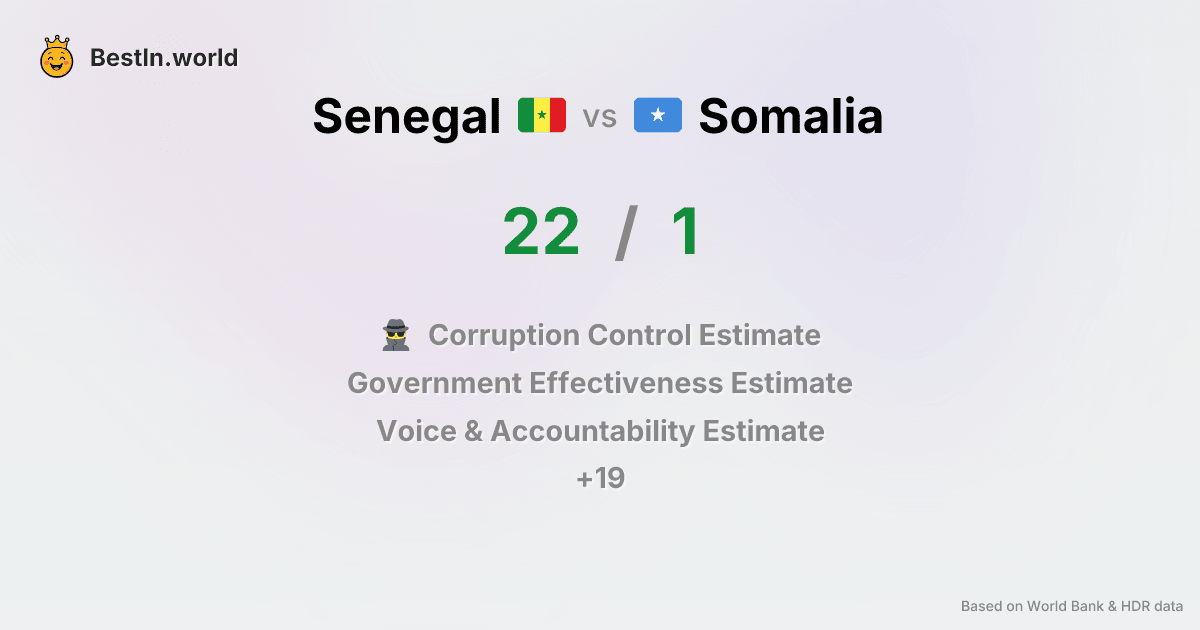 BestIn.world
Senegal vs Somalia
22 / 1
Corruption Control Estimate
Government Effectiveness Estimate
Voice & Accountability Estimate
+19
Based on World Bank & HDR data